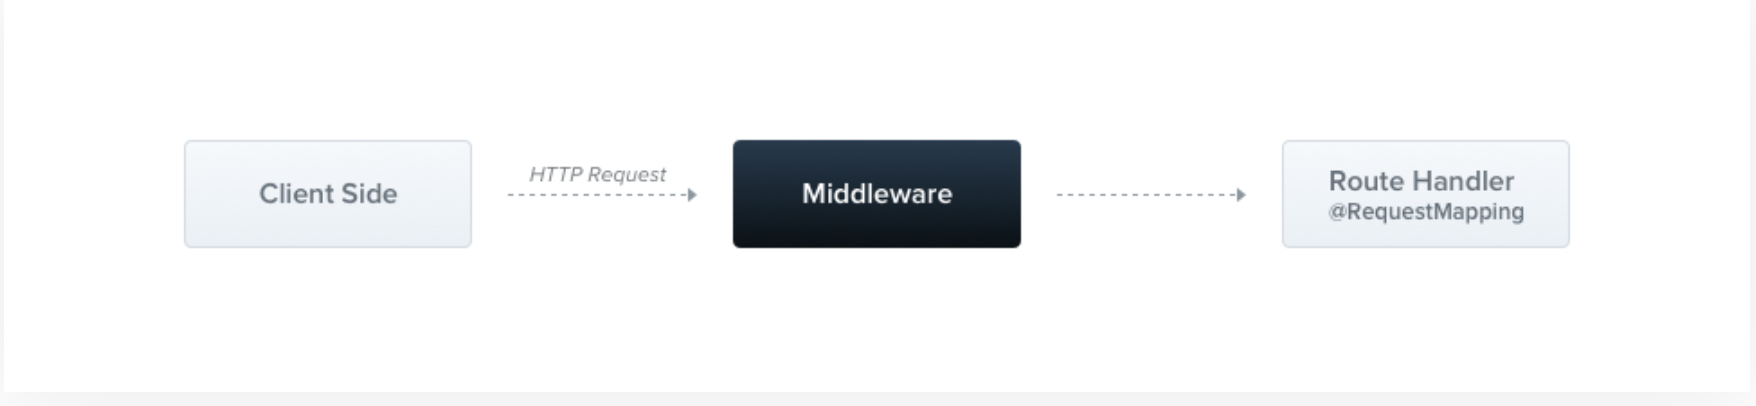 Client Side
HTTP Request
Middleware
Route Handler
@RequestMapping